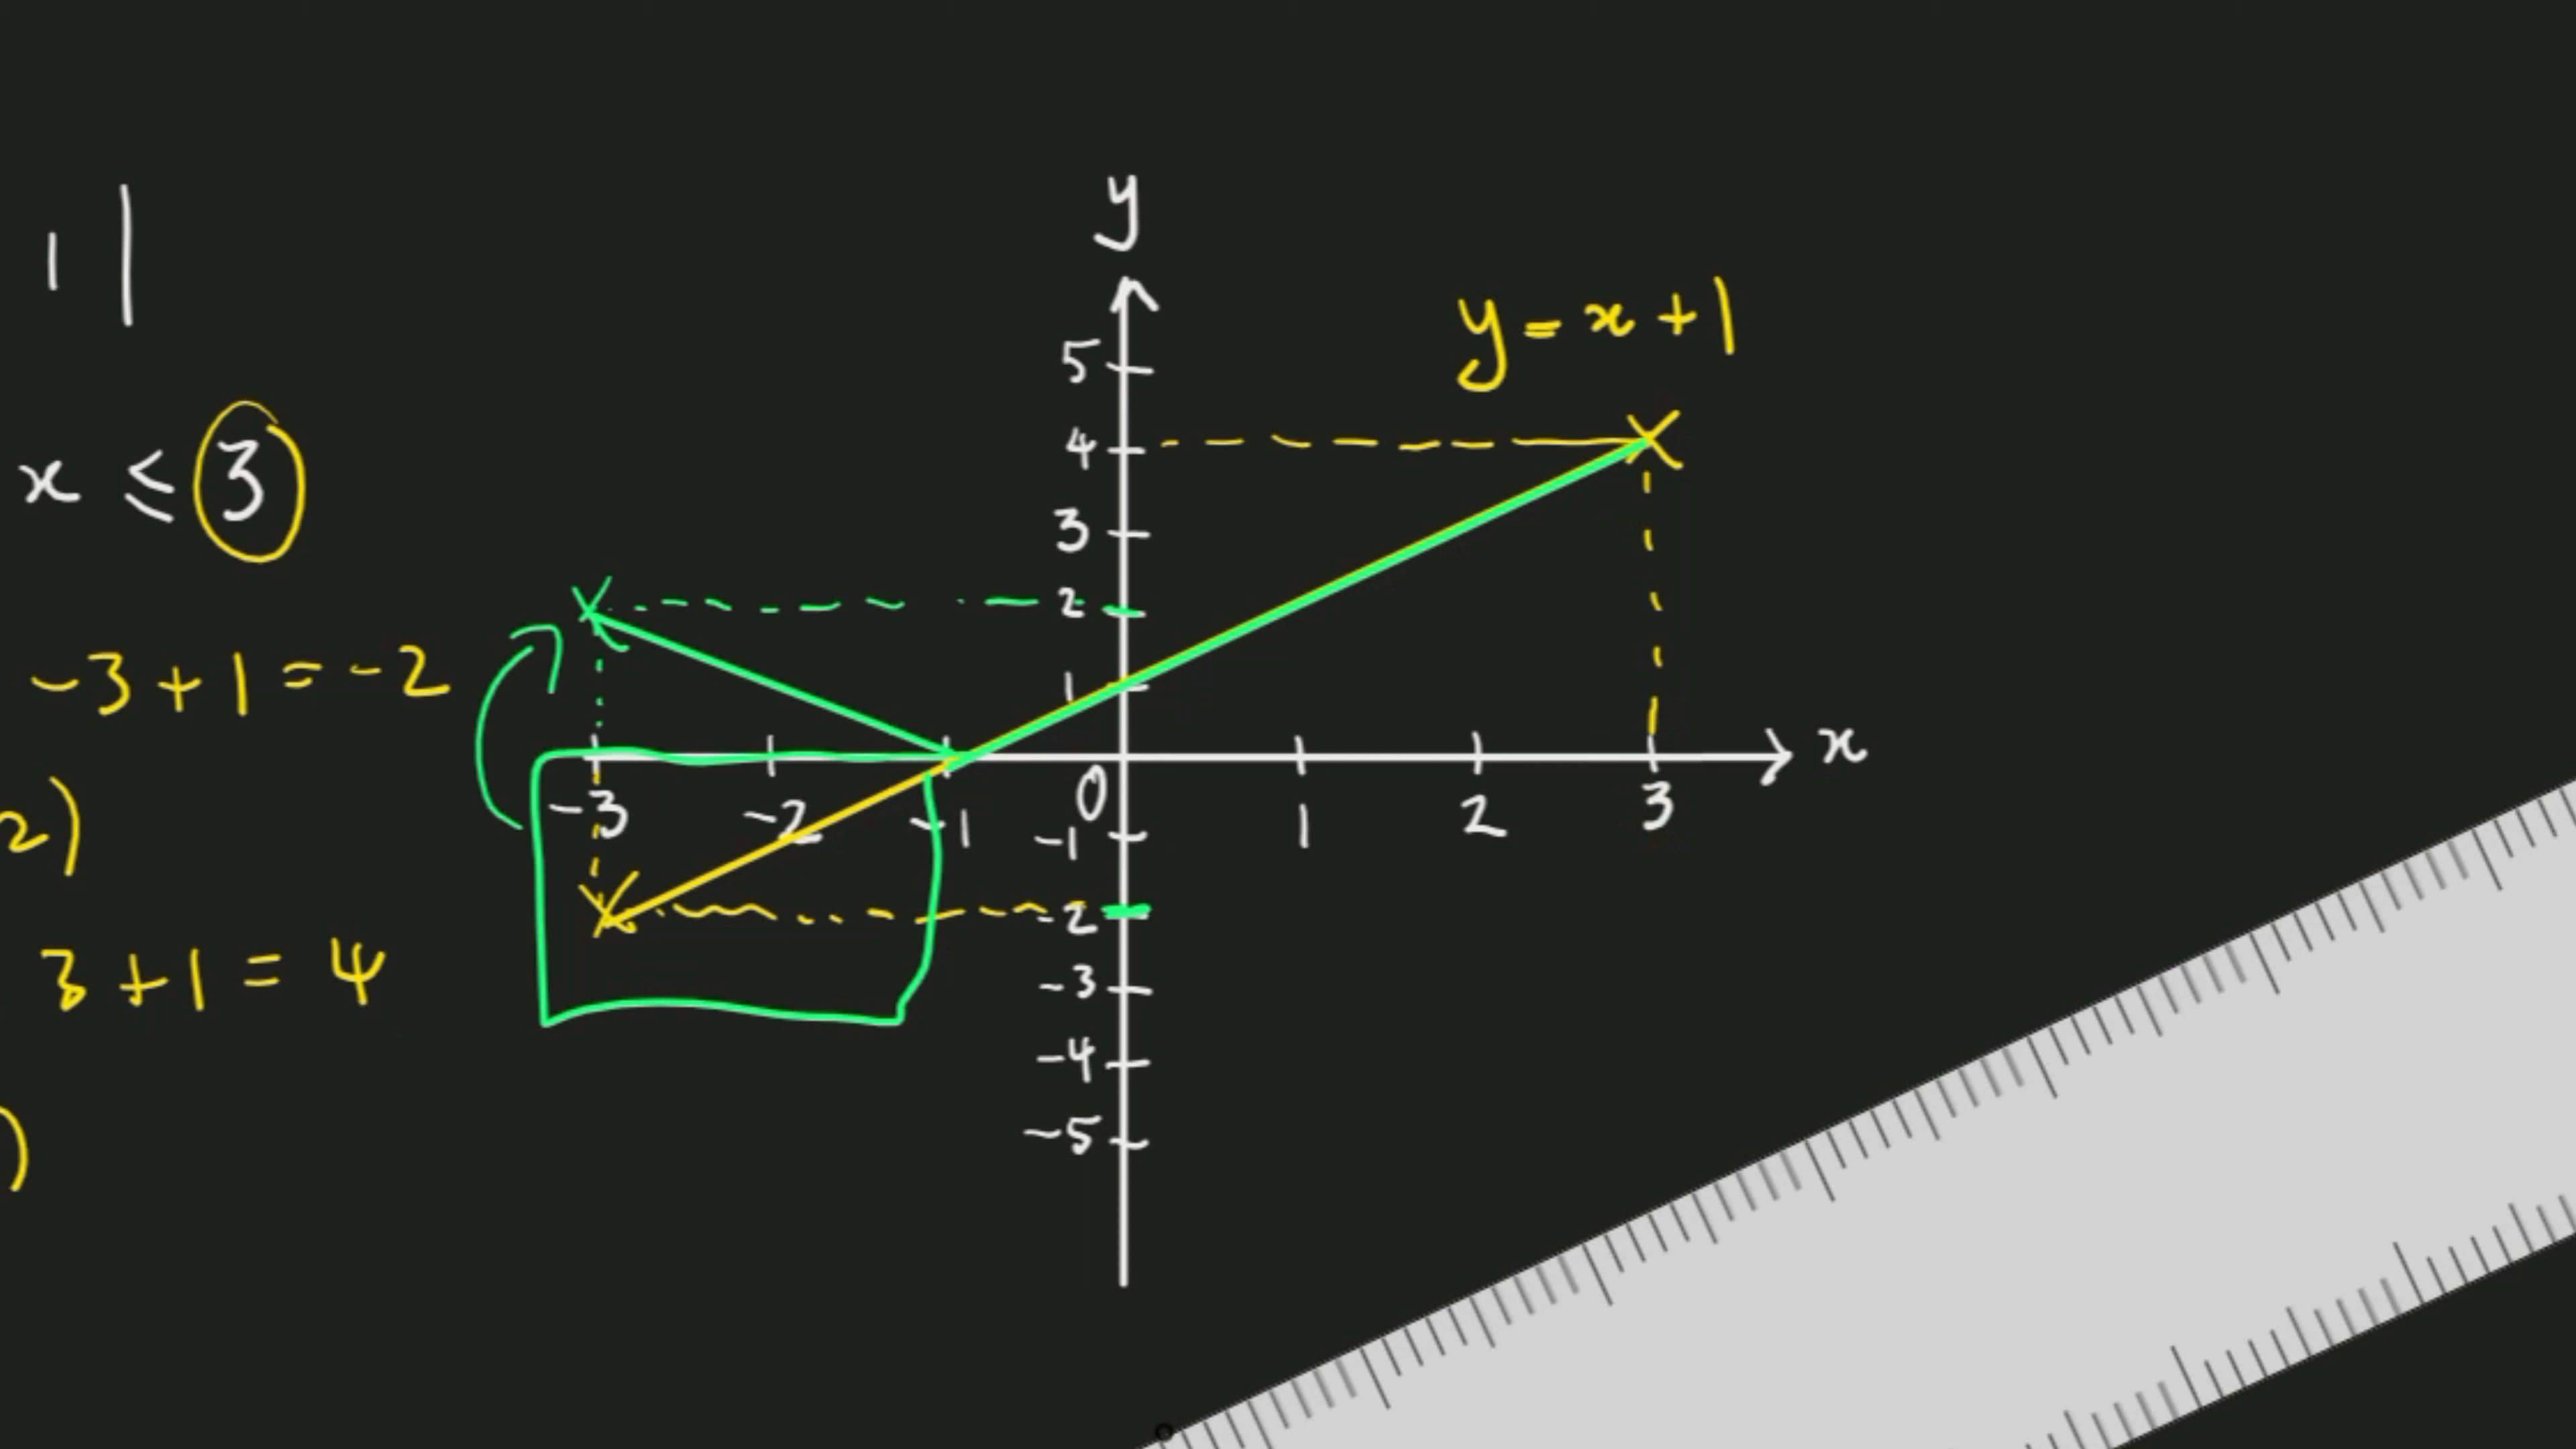 1 |
x ≤ 3
-3 + 1 = -2
2)
3 + 1 = 4
)
y
y = x + 1
5
4
3
2
1
x
-3 -2 -1 0 1 2 3
-1
-2
-3
-4
-5